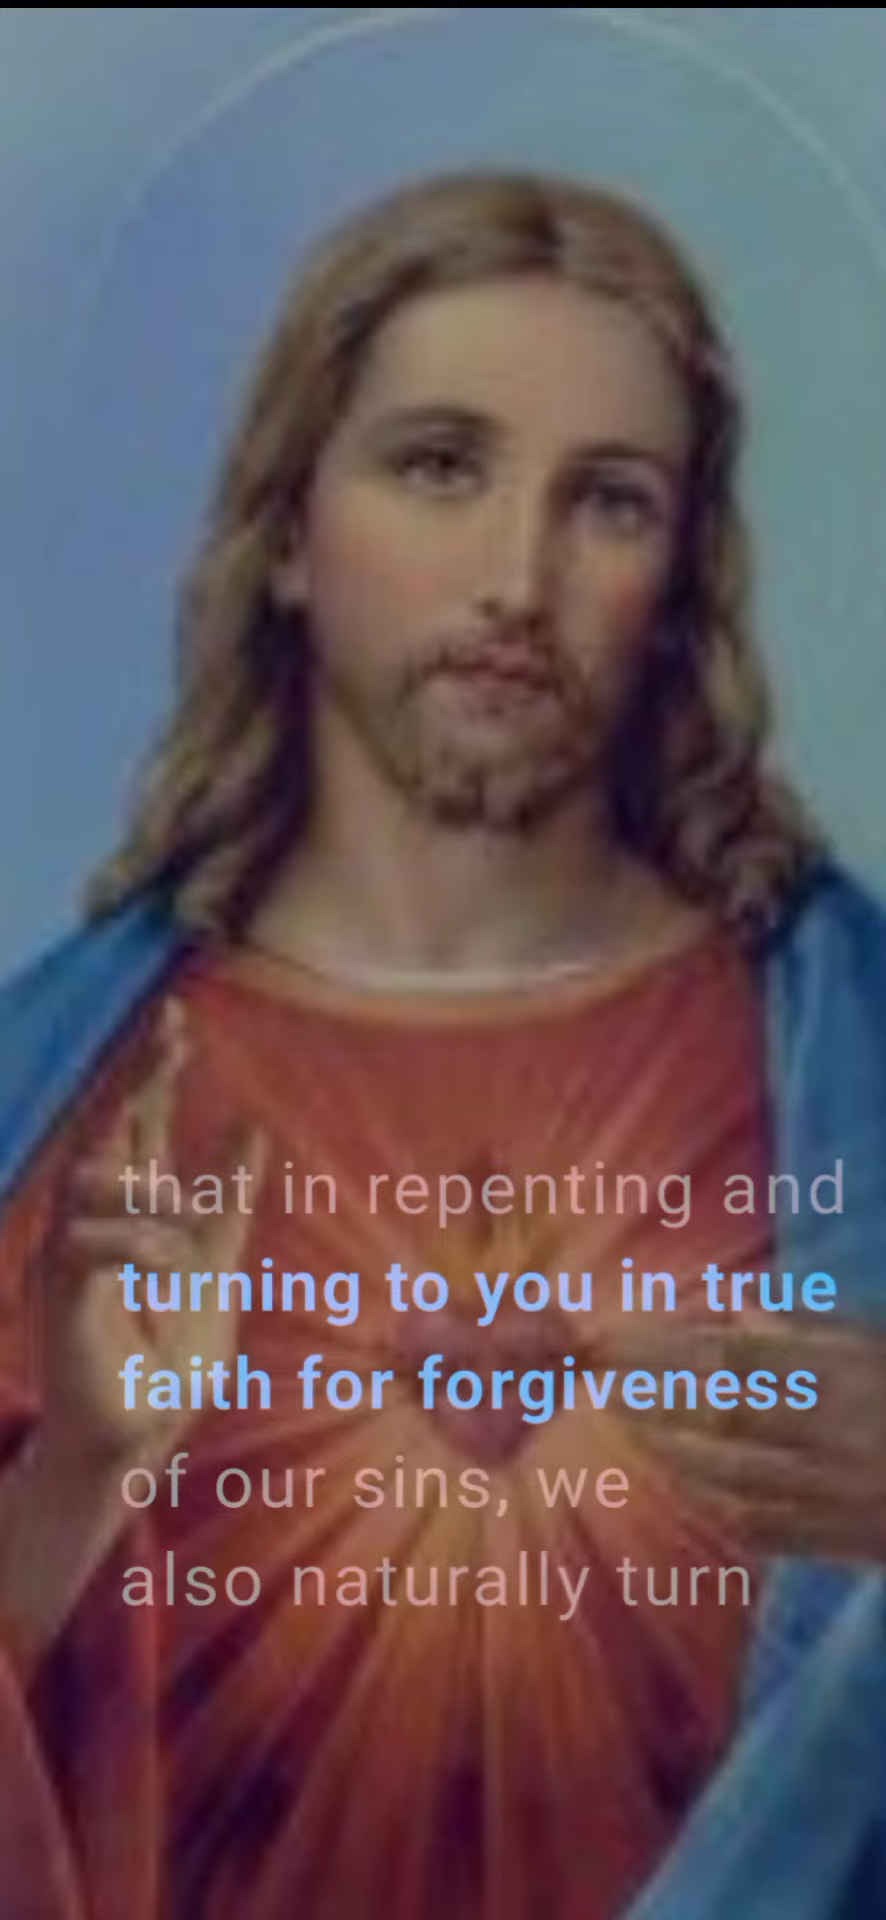 that in repenting and
turning to you in true
faith for forgiveness
of our sins, we
also naturally turn